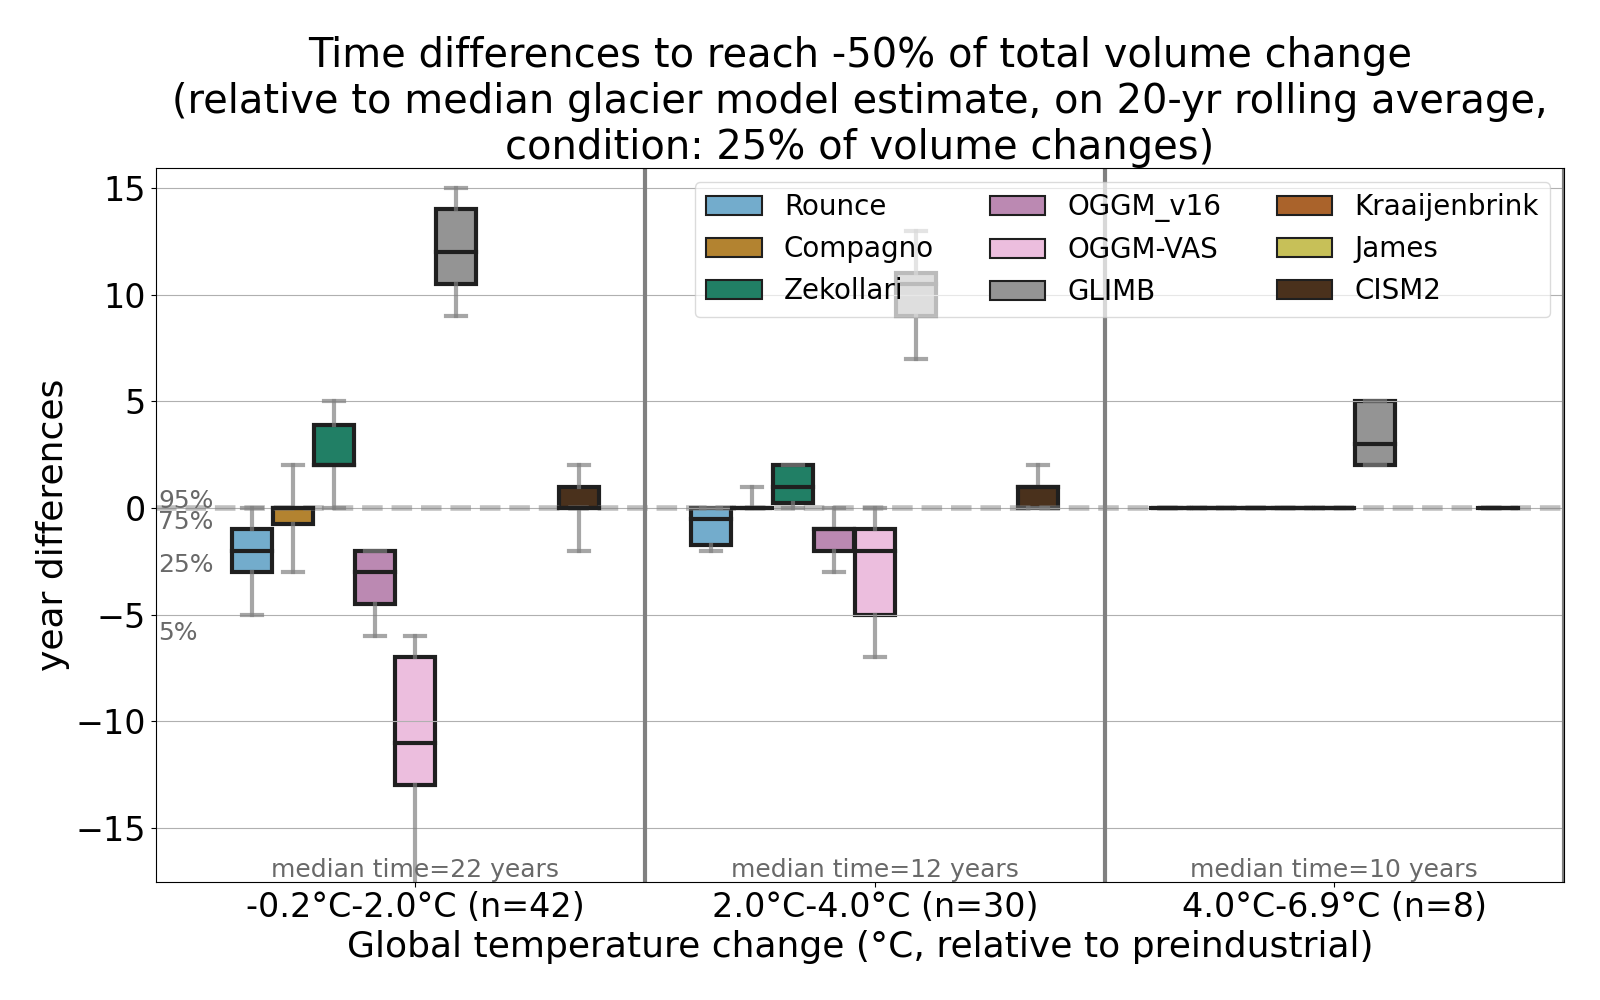 Time differences to reach -50% of total volume change
(relative to median glacier model estimate, on 20-yr rolling average,
condition: 25% of volume changes)
year differences
15
10
5
0
−5
−10
−15
95%
75%
25%
5%
Rounce
Compagno
Zekollari
OGGM_v16
OGGM-VAS
GLIMB
Kraaijenbrink
James
CISM2
median time=22 years
median time=12 years
median time=10 years
-0.2°C-2.0°C (n=42)
2.0°C-4.0°C (n=30)
4.0°C-6.9°C (n=8)
Global temperature change (°C, relative to preindustrial)